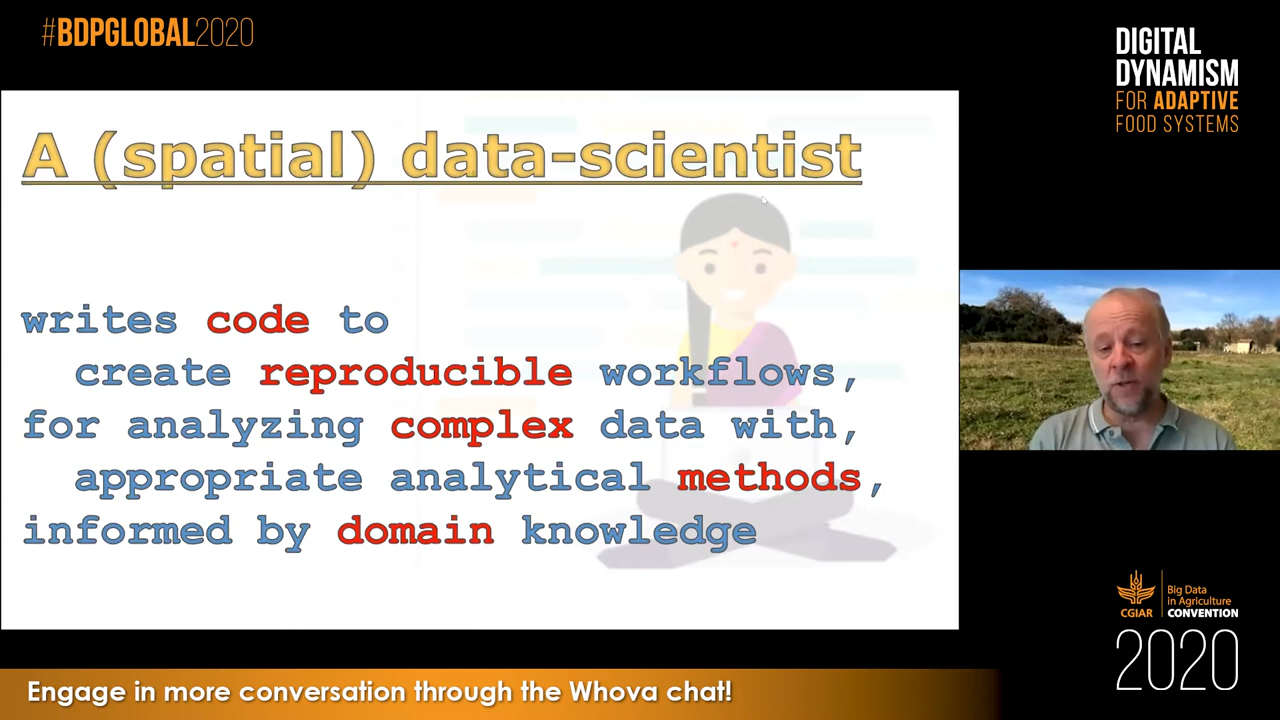 #BDPGLOBAL2020
DIGITAL
DYNAMISM
FOR ADAPTIVE
FOOD SYSTEMS
A (spatial) data-scientist
writes code to
create reproducible workflows,
for analyzing complex data with,
appropriate analytical methods,
informed by domain knowledge
CGIAR
Big Data
in Agriculture
CONVENTION
2020
Engage in more conversation through the Whova chat!